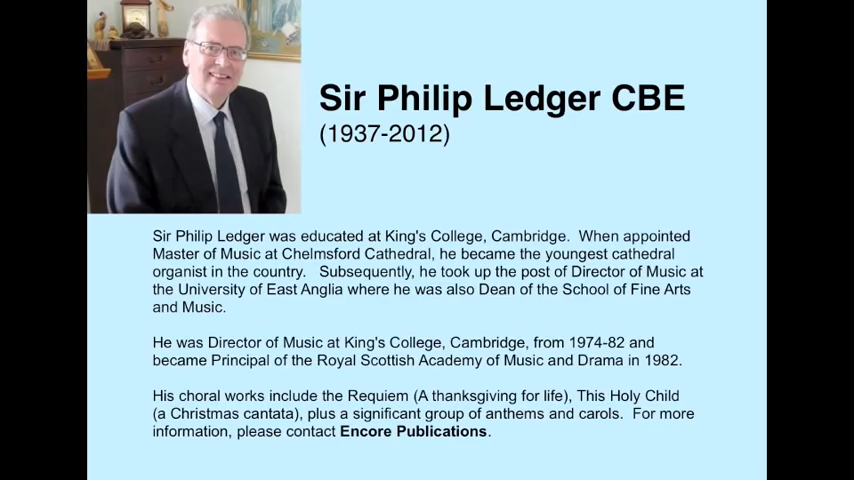 Sir Philip Ledger CBE
(1937-2012)
Sir Philip Ledger was educated at King's College, Cambridge.  When appointed
Master of Music at Chelmsford Cathedral, he became the youngest cathedral
organist in the country.   Subsequently, he took up the post of Director of Music at
the University of East Anglia where he was also Dean of the School of Fine Arts
and Music.
He was Director of Music at King's College, Cambridge, from 1974-82 and
became Principal of the Royal Scottish Academy of Music and Drama in 1982.
His choral works include the Requiem (A thanksgiving for life), This Holy Child
(a Christmas cantata), plus a significant group of anthems and carols.  For more
information, please contact Encore Publications.